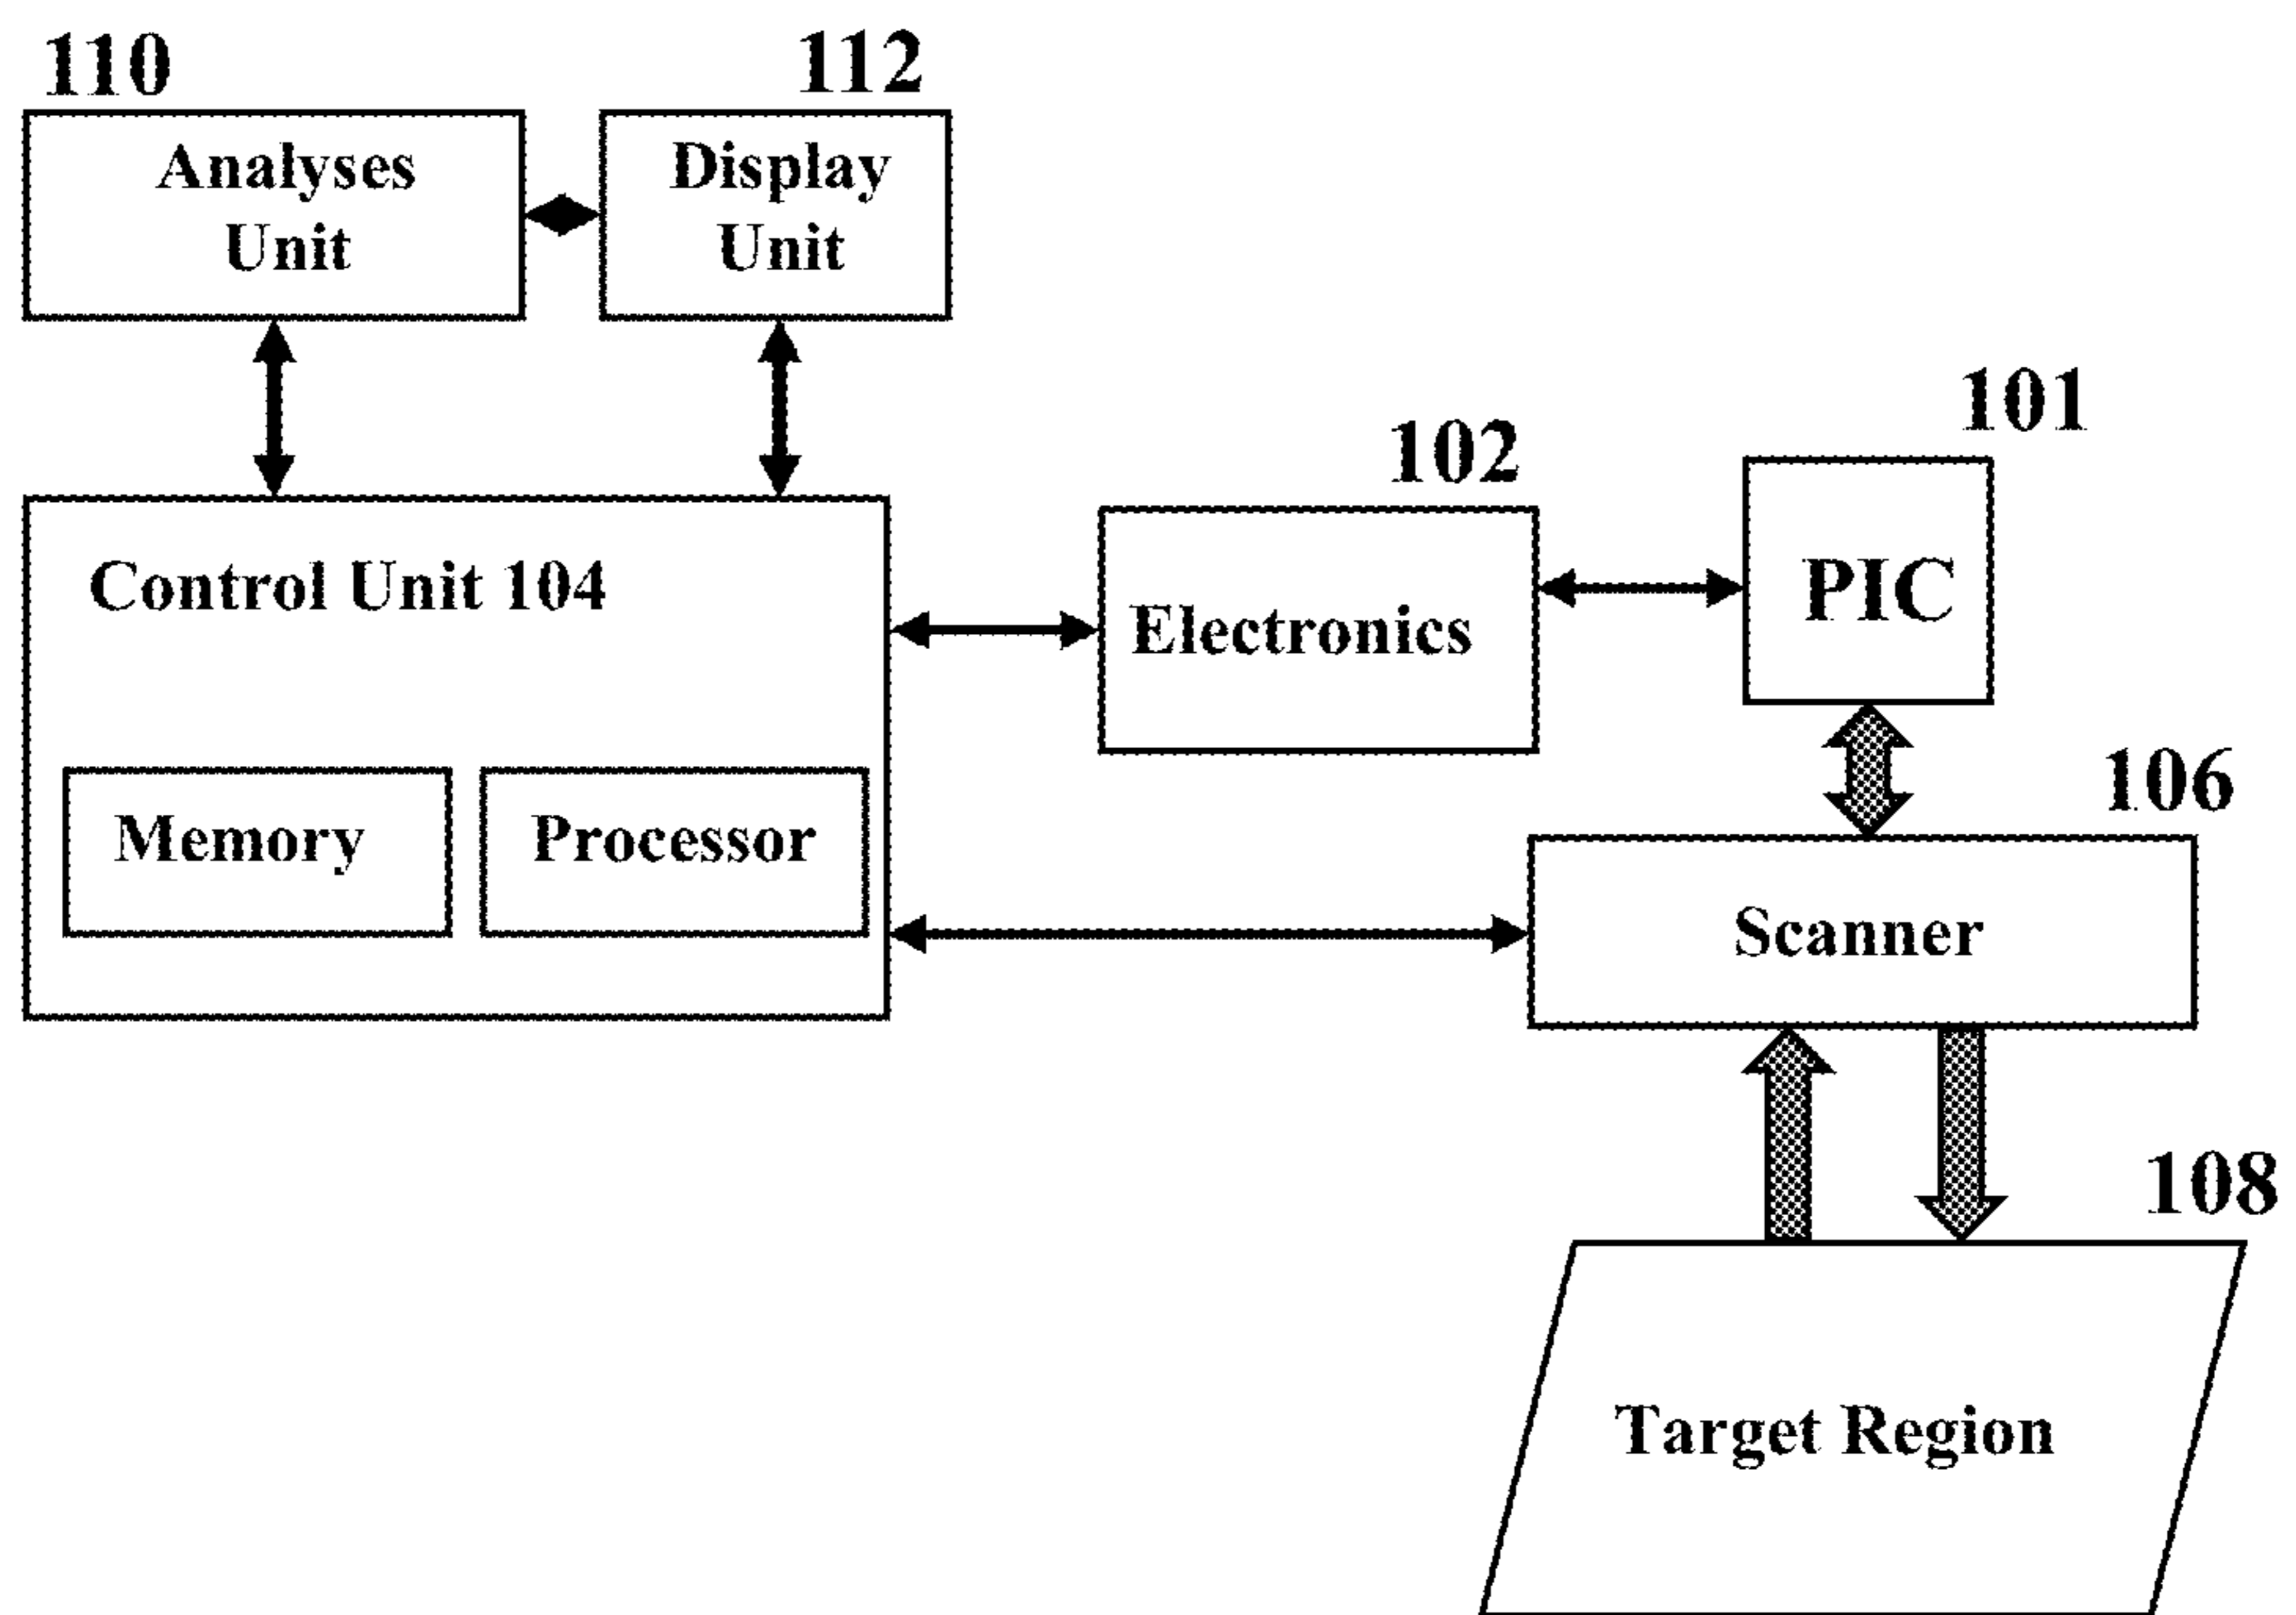 110
112
Analyses
Unit
Display
Unit
101
102
Control Unit 104
PIC
Electronics
106
Memory
Processor
Scanner
108
Target Region